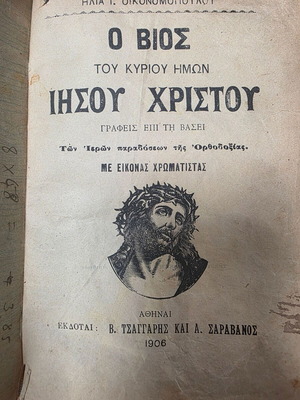 ΗΛΙΑ Ι. ΟΙΚΟΝΟΜΟΠΟΥΛΟΥ
Ο ΒΙΟΣ
ΤΟΥ ΚΥΡΙΟΥ ΗΜΩΝ
ΙΗΣΟΥ ΧΡΙΣΤΟΥ
ΓΡΑΦΕΙΣ ΕΠΙ ΤΗ ΒΑΣΕΙ
Τῶν Ἱερῶν παραδόσεων τῆς Ὀρθοδοξίας.
ΜΕ ΕΙΚΟΝΑΣ ΧΡΩΜΑΤΙΣΤΑΣ
ΑΘΗΝΑΙ
ΕΚΔΟΤΑΙ: Β. ΤΣΑΓΓΑΡΗΣ ΚΑΙ Α. ΣΑΡΑΒΑΝΟΣ
1906